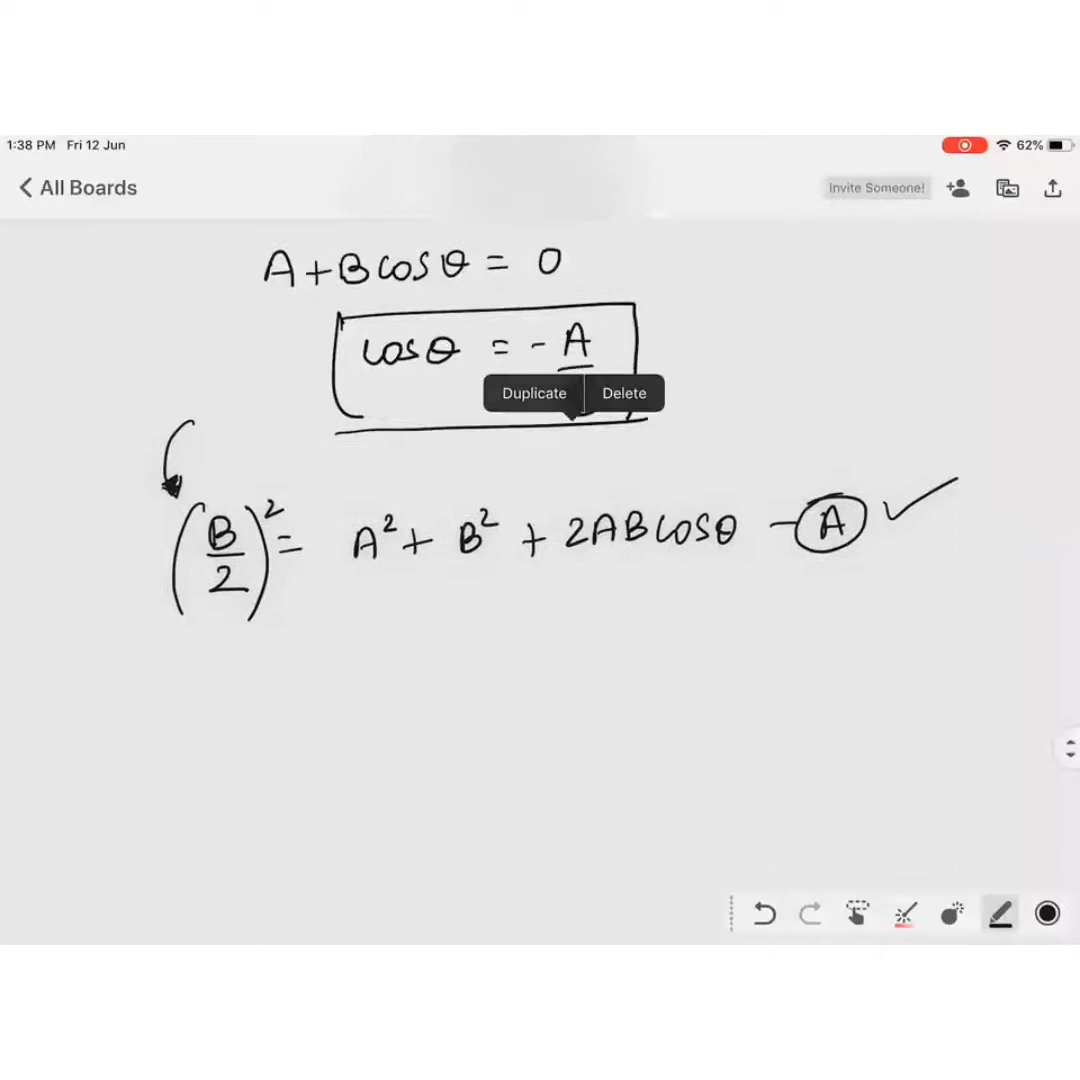 1:38 PM Fri 12 Jun 62%
All Boards Invite Someone!
A + B cos θ = 0
cos θ = - A
Duplicate Delete
(B/2)² = A² + B² + 2AB cos θ - A